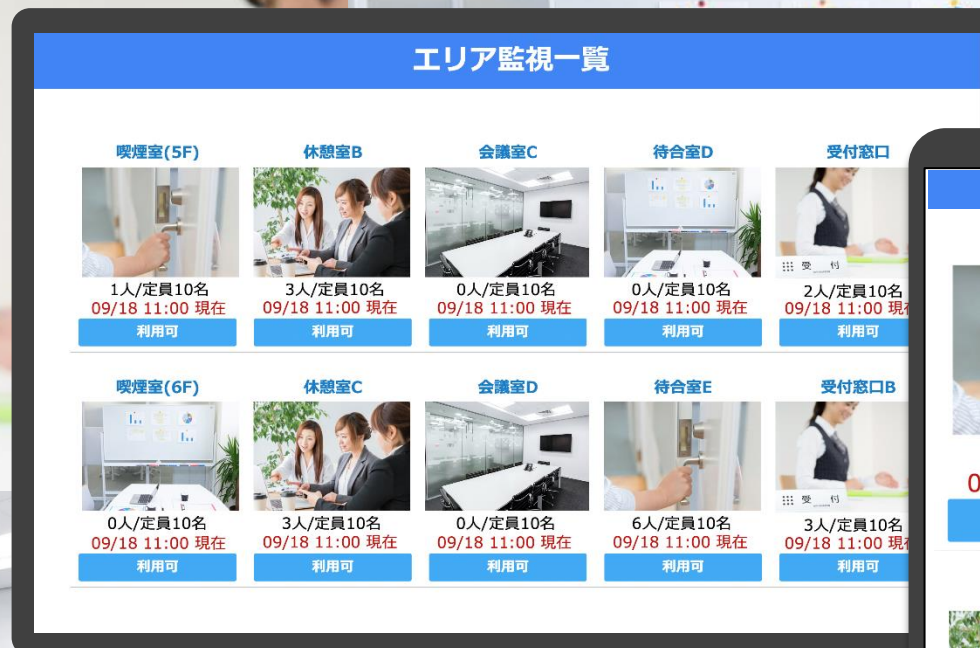 エリア監視一覧
喫煙室(5F)
休憩室B
会議室C
待合室D
受付窓口
1人/定員10名
3人/定員10名
0人/定員10名
0人/定員10名
2人/定員10名
09/18 11:00 現在
09/18 11:00 現在
09/18 11:00 現在
09/18 11:00 現在
09/18 11:00 現
利用可
利用可
利用可
利用可
利用可
喫煙室(6F)
休憩室C
会議室D
待合室E
受付窓口B
受 付
0人/定員10名
3人/定員10名
0人/定員10名
6人/定員10名
3人/定員10名
09/18 11:00 現在
09/18 11:00 現在
09/18 11:00 現在
09/18 11:00 現在
09/18 11:00 現
利用可
利用可
利用可
利用可
利用可
受 付
0